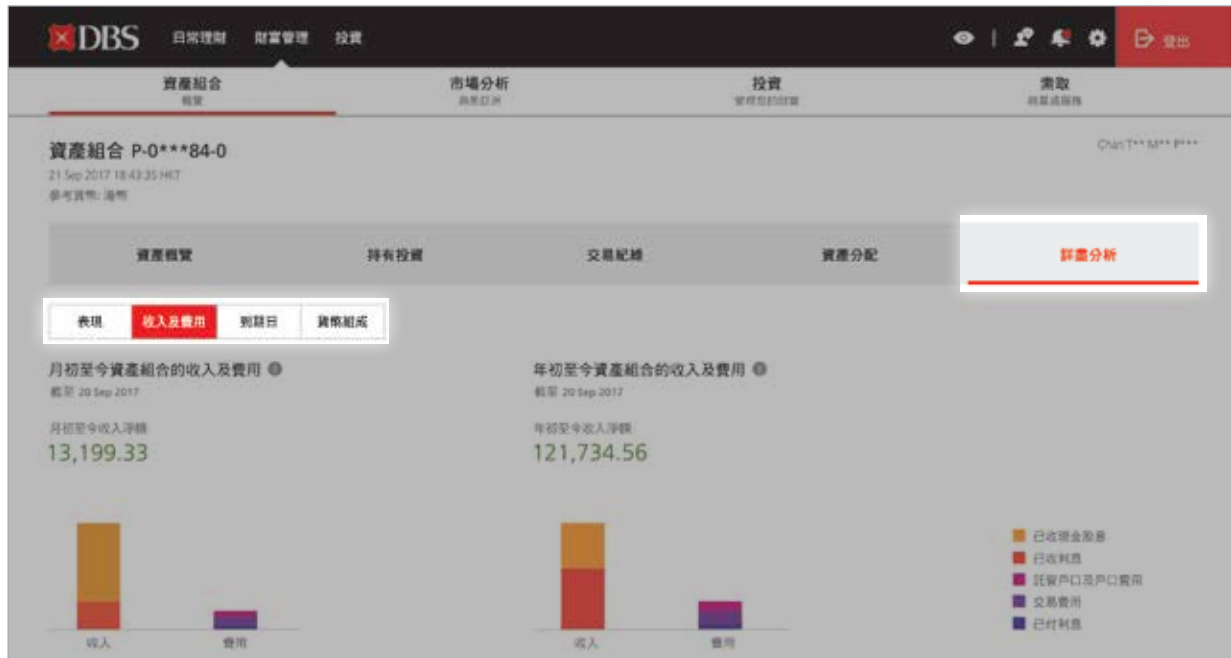 DBS 日常理財 財富管理 投資 登出
資產組合 市場分析 投資 索取
概覽
資產組合 P-0***84-0 Chan T** M** P***
21 Sep 2017 18:43:35 HKT
參考貨幣: 港幣
資產概覽 持有投資 交易紀錄 資產分配 詳盡分析
表現 收入及費用 到期日 貨幣組成
月初至今資產組合的收入及費用 年初至今資產組合的收入及費用
截至 20 Sep 2017 截至 20 Sep 2017
月初至今收入淨額 年初至今收入淨額
13,199.33 121,734.56
已收現金股息
已收利息
託管戶口及戶口費用
交易費用
已付利息
收入 費用 收入 費用